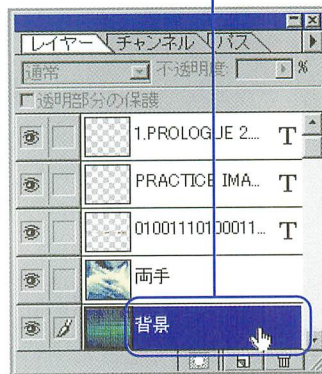 レイヤー チャンネル パス
通常 不透明度: %
透明部分の保護
1.PROLOGUE 2.... T
PRACTICE IMA... T
01001110100011... T
両手
背景